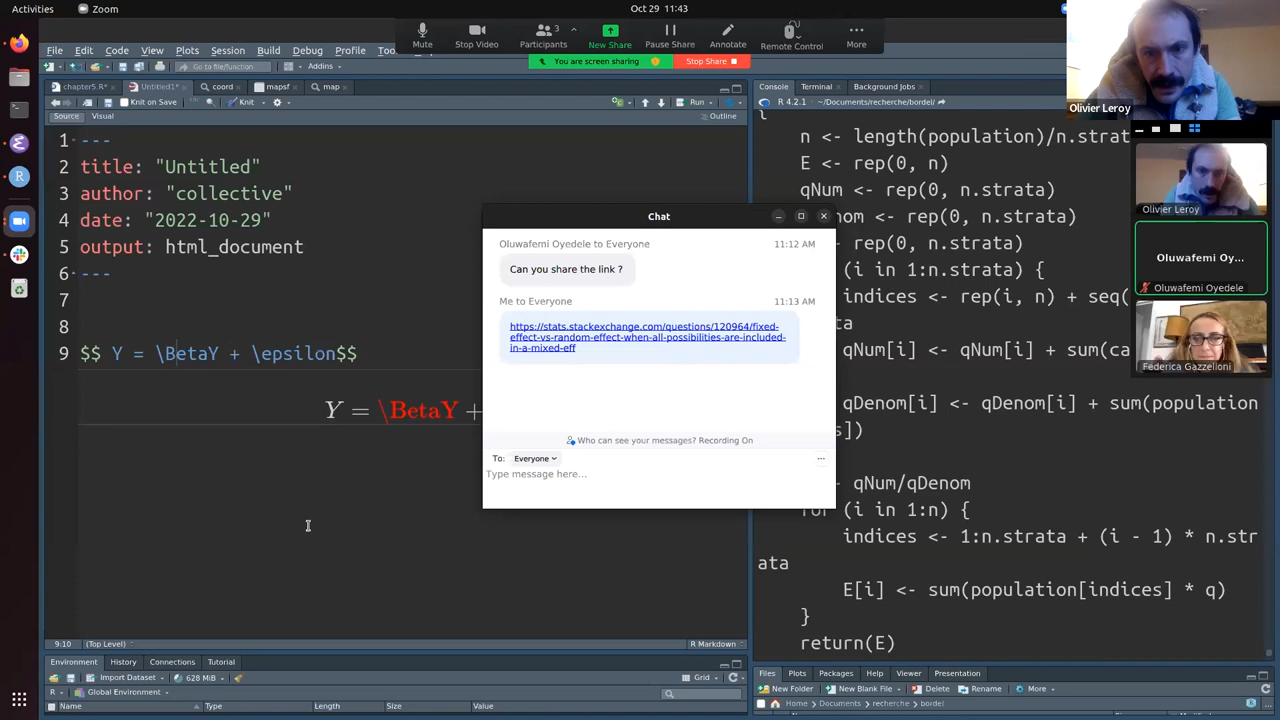 Activities
Oct 29 11:43
Mute
Stop Video
Participants
3
New Share
Pause Share
Annotate
Remote Control
More
You are screen sharing
Stop Share
File Edit Code View Plots Session Build Debug Profile
Go to file/function
Addins
chapter5.R*
Untitled1*
coord
mapsf
map
Knit on Save
Knit
Run
Source
Visual
Outline
1 ---
2 title: "Untitled"
3 author: "collective"
4 date: "2022-10-29"
5 output: html_document
6 ---
7
8
9 $$ Y = \BetaY + \epsilon$$
Y = \BetaY +
9:10
(Top Level)
R Markdown
Environment
History
Connections
Tutorial
Import Dataset
628 MiB
Grid
R
Global Environment
Name
Type
Length
Size
Value
Chat
Oluwafemi Oyedele to Everyone
11:12 AM
Can you share the link ?
Me to Everyone
11:13 AM
https://stats.stackexchange.com/questions/120964/fixed-
effect-vs-random-effect-when-all-possibilities-are-included-
in-a-mixed-eff
Who can see your messages? Recording On
To: Everyone
Type message here...
Console
Terminal
Background Jobs
R 4.2.1 · ~/Documents/recherche/bordel/
{
n <- length(population)/n.strata
E <- rep(0, n)
qNum <- rep(0, n.strata)
enom <- rep(0, n.strata)
- rep(0, n.strata)
(i in 1:n.strata) {
indices <- rep(i, n) + seq(
ta
qNum[i] <- qNum[i] + sum(ca
qDenom[i] <- qDenom[i] + sum(population
s])
- qNum/qDenom
for (i in 1:n) {
indices <- 1:n.strata + (i - 1) * n.str
ata
E[i] <- sum(population[indices] * q)
}
return(E)
Files
Plots
Packages
Help
Viewer
Presentation
New Folder
New Blank File
Delete
Rename
More
Home
Documents
recherche
bordel
Olivier Leroy
Olivier Leroy
Oluwafemi Oy...
Oluwafemi Oyedele
Federica Gazzelloni